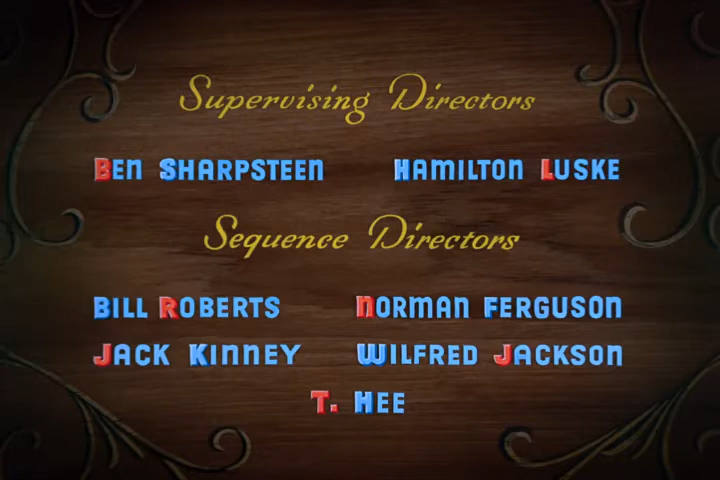 Supervising Directors
Ben Sharpsteen Hamilton Luske
Sequence Directors
Bill Roberts Norman Ferguson
Jack Kinney Wilfred Jackson
T. Hee